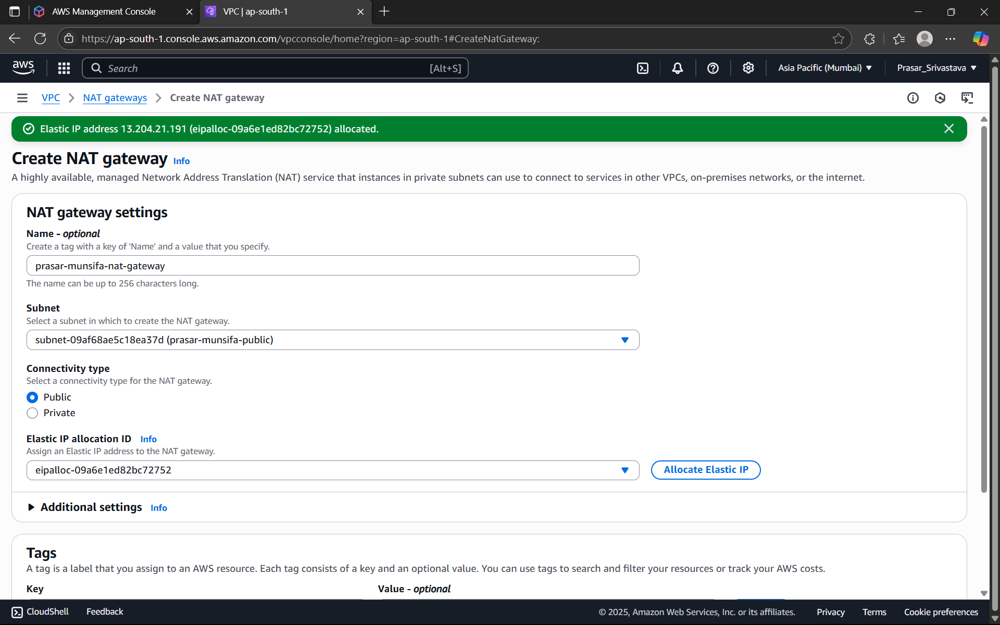 AWS Management Console
VPC | ap-south-1
https://ap-south-1.console.aws.amazon.com/vpcconsole/home?region=ap-south-1#CreateNatGateway:
aws
Search
[Alt+S]
Asia Pacific (Mumbai)
Prasar_Srivastava
VPC
NAT gateways
Create NAT gateway
Elastic IP address 13.204.21.191 (eipalloc-09a6e1ed82bc72752) allocated.
Create NAT gateway Info
A highly available, managed Network Address Translation (NAT) service that instances in private subnets can use to connect to services in other VPCs, on-premises networks, or the internet.
NAT gateway settings
Name - optional
Create a tag with a key of 'Name' and a value that you specify.
prasar-munsifa-nat-gateway
The name can be up to 256 characters long.
Subnet
Select a subnet in which to create the NAT gateway.
subnet-09af68ae5c18ea37d (prasar-munsifa-public)
Connectivity type
Select a connectivity type for the NAT gateway.
Public
Private
Elastic IP allocation ID Info
Assign an Elastic IP address to the NAT gateway.
eipalloc-09a6e1ed82bc72752
Allocate Elastic IP
Additional settings Info
Tags
A tag is a label that you assign to an AWS resource. Each tag consists of a key and an optional value. You can use tags to search and filter your resources or track your AWS costs.
Key
Value - optional
CloudShell
Feedback
© 2025, Amazon Web Services, Inc. or its affiliates.
Privacy
Terms
Cookie preferences